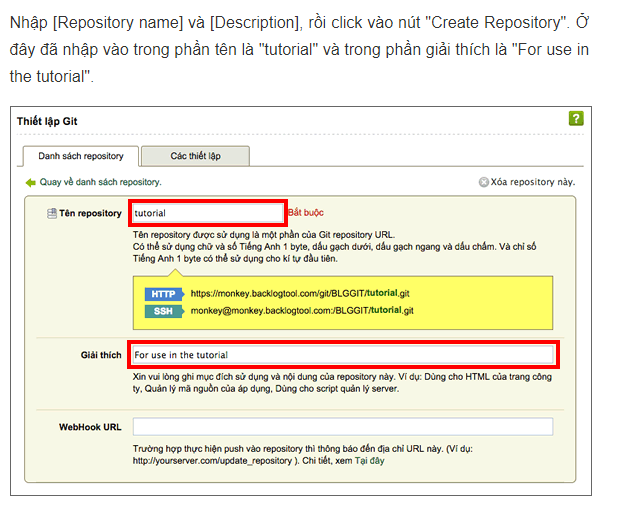 Nhập [Repository name] và [Description], rồi click vào nút "Create Repository". Ở
đây đã nhập vào trong phần tên là "tutorial" và trong phần giải thích là "For use in
the tutorial".
Thiết lập Git
?
Danh sách repository
Các thiết lập
Quay về danh sách repository.
Xóa repository này.
Tên repository
tutorial
Bắt buộc
Tên repository được sử dụng là một phần của Git repository URL.
Có thể sử dụng chữ và số Tiếng Anh 1 byte, dấu gạch dưới, dấu gạch ngang và dấu chấm. Và chỉ số
Tiếng Anh 1 byte có thể sử dụng cho kí tự đầu tiên.
HTTP https://monkey.backlogtool.com/git/BLGGIT/tutorial.git
SSH monkey@monkey.backlogtool.com:/BLGGIT/tutorial.git
Giải thích
For use in the tutorial
Xin vui lòng ghi mục đích sử dụng và nội dung của repository này. Ví dụ: Dùng cho HTML của trang công
ty, Quản lý mã nguồn của áp dụng, Dùng cho script quản lý server.
WebHook URL
Trường hợp thực hiện push vào repository thì thông báo đến địa chỉ URL này. (Ví dụ:
http://yourserver.com/update_repository ). Chi tiết, xem Tại đây